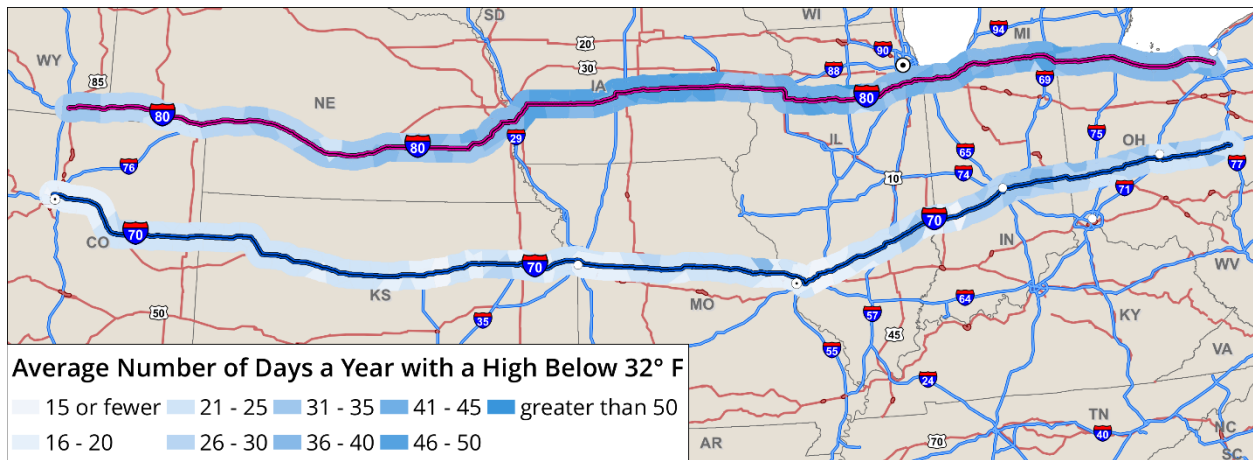 SD
WI
MI
94
WY
20
90
85
30
88
IA
NE
80
69
80
80
29
IL
75
OH
76
65
74
77
10
71
70
70
CO
70
IN
KS
WV
MO
64
50
KY
35
57
45
55
VA
Average Number of Days a Year with a High Below 32° F
24
15 or fewer 21 - 25 31 - 35 41 - 45 greater than 50
TN
NC
16 - 20 26 - 30 36 - 40 46 - 50
AR
70
40
SC